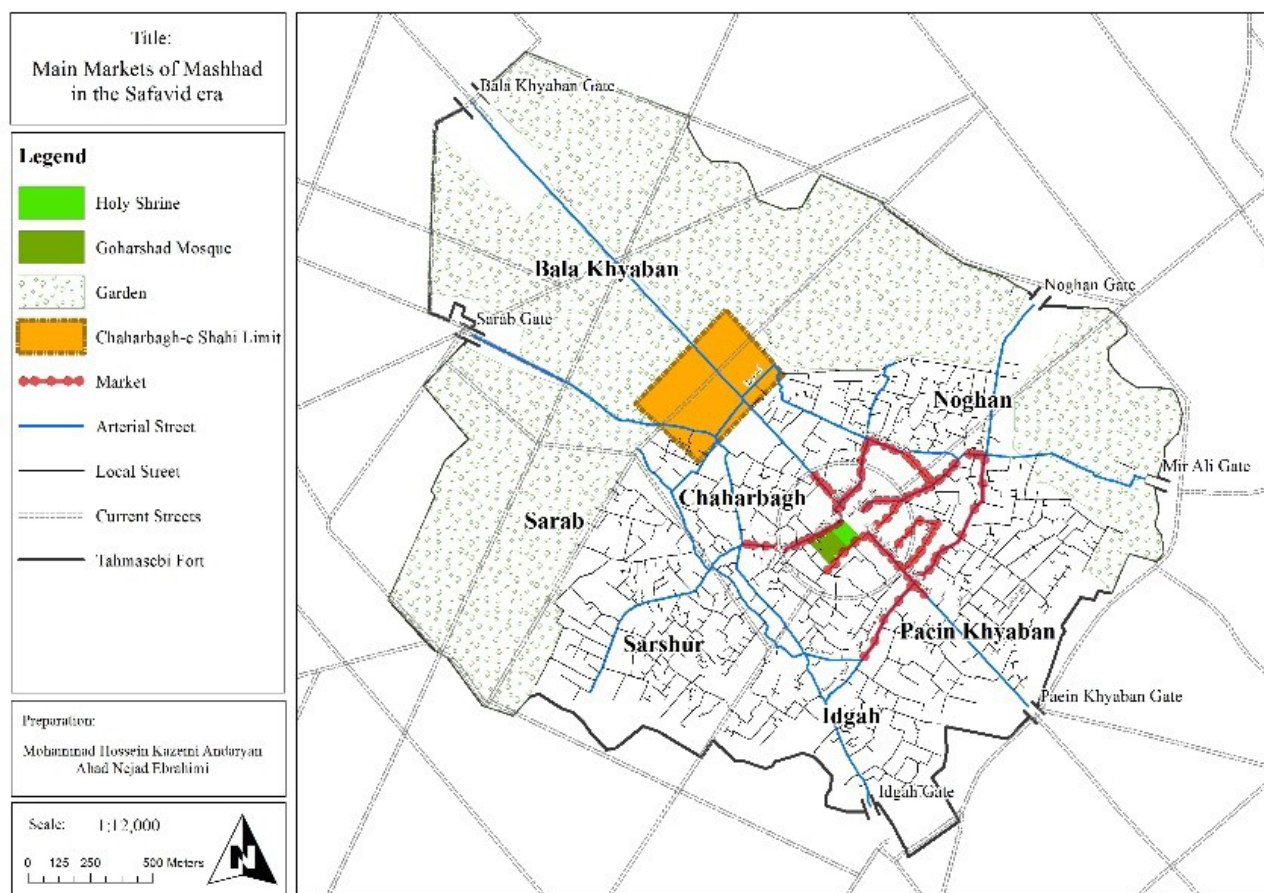 Title:
Main Markets of Mashhad
in the Safavid era
Legend
Holy Shrine
Goharshad Mosque
Garden
Chaharbagh-e Shahi Limit
Market
Arterial Street
Local Street
Current Streets
Tahmasebi Fort
Preparation:
Mohammad Hossein Kazemi Andaryan
Ahad Nejad Ebrahimi
Scale: 1:12,000
0 125 250 500 Meters
N
Bala Khyaban Gate
Bala Khyaban
Noghan Gate
Sarab Gate
Noghan
Mir Ali Gate
Chaharbagh
Sarab
Paein Khyaban
Sarshur
Paein Khyaban Gate
Idgah
Idgah Gate